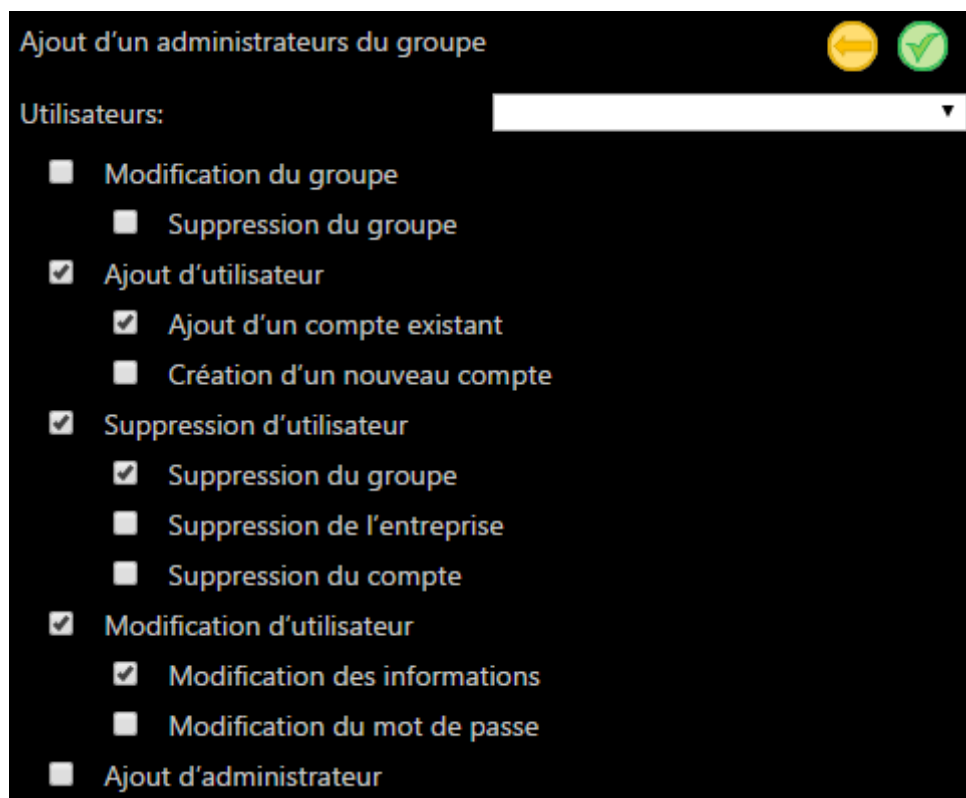 Ajout d’un administrateurs du groupe
Utilisateurs:
Modification du groupe
Suppression du groupe
Ajout d’utilisateur
Ajout d’un compte existant
Création d’un nouveau compte
Suppression d’utilisateur
Suppression du groupe
Suppression de l’entreprise
Suppression du compte
Modification d’utilisateur
Modification des informations
Modification du mot de passe
Ajout d’administrateur